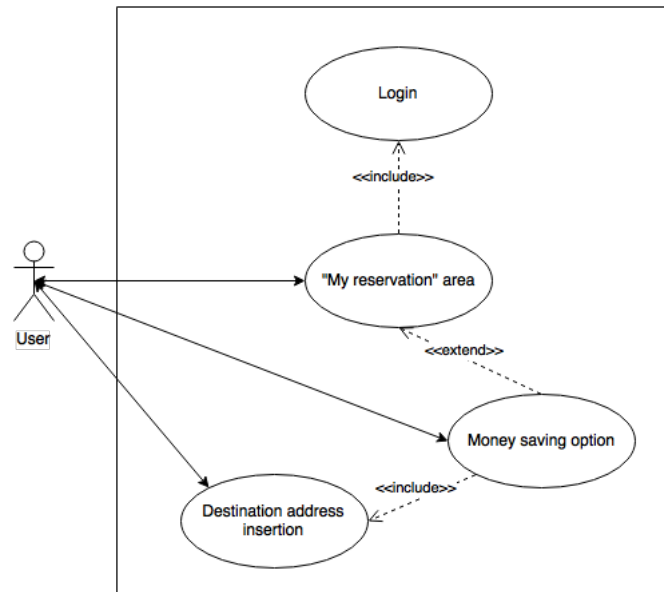 Login
<<include>>
"My reservation" area
User
<<extend>>
Money saving option
<<include>>
Destination address
insertion